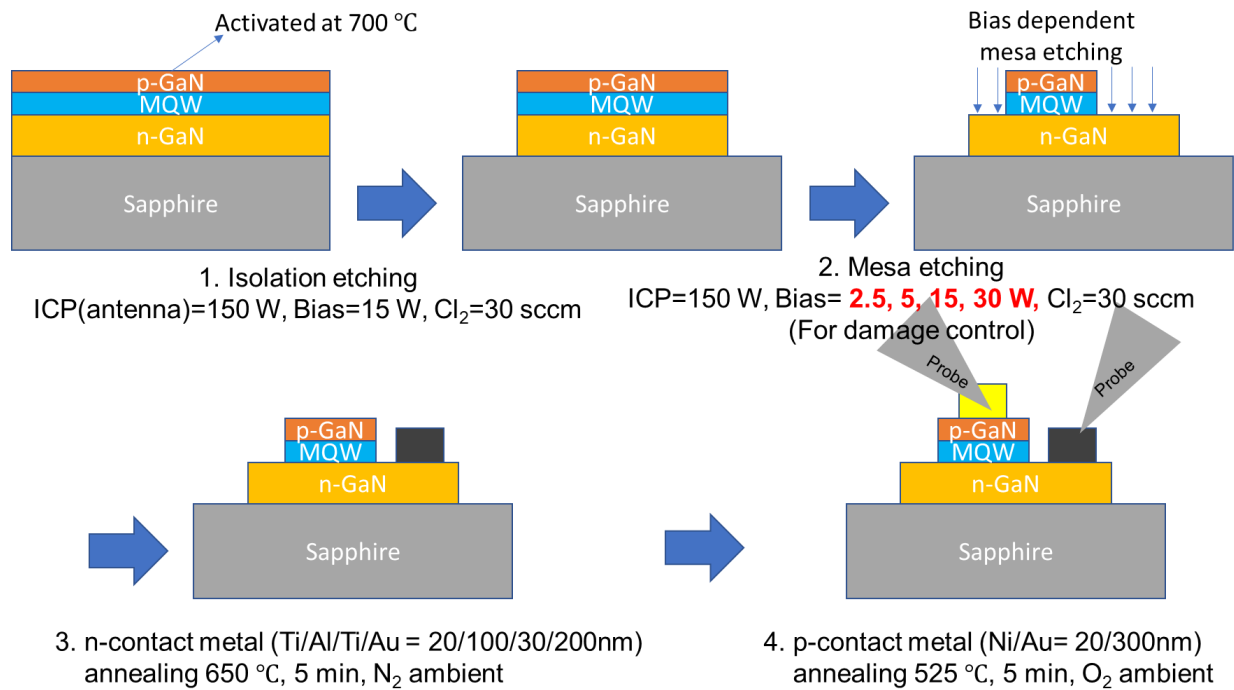 Activated at 700 ℃
p-GaN
MQW
n-GaN
Sapphire
p-GaN
MQW
n-GaN
Sapphire
Bias dependent
mesa etching
p-GaN
MQW
n-GaN
Sapphire
1. Isolation etching
ICP(antenna)=150 W, Bias=15 W, Cl₂=30 sccm
2. Mesa etching
ICP=150 W, Bias= 2.5, 5, 15, 30 W, Cl₂=30 sccm
(For damage control)
p-GaN
MQW
n-GaN
Sapphire
Probe
Probe
p-GaN
MQW
n-GaN
Sapphire
3. n-contact metal (Ti/Al/Ti/Au = 20/100/30/200nm)
annealing 650 ℃, 5 min, N₂ ambient
4. p-contact metal (Ni/Au= 20/300nm)
annealing 525 ℃, 5 min, O₂ ambient